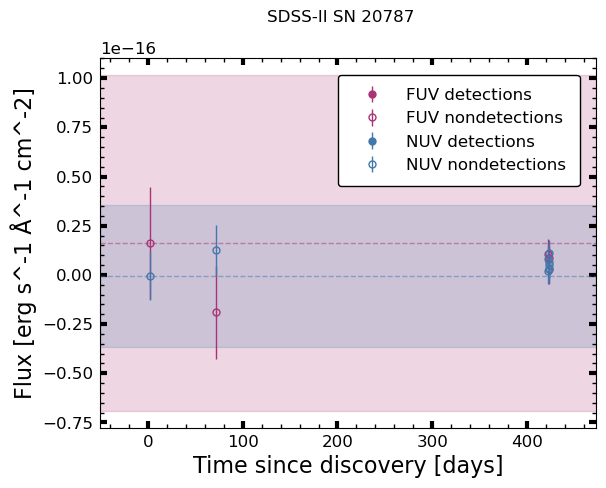 SDSS-II SN 20787
1e−16
Flux [erg s^-1 Å^-1 cm^-2]
1.00
0.75
0.50
0.25
0.00
−0.25
−0.50
−0.75
FUV detections
FUV nondetections
NUV detections
NUV nondetections
0 100 200 300 400
Time since discovery [days]